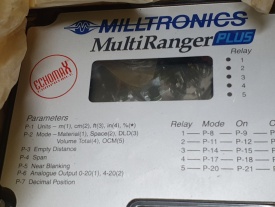 MILLTRONICS
MultiRanger PLUS
Relay
1
2
3
4
5
ECHOMAX
Parameters
P-1 Units - m(1), cm(2), ft(3), in(4), %(#)
P-2 Mode - Material(1), Space(2), DLD(3)
Volume Total(4), OCM(5)
P-3 Empty Distance
P-4 Span
P-5 Near Blanking
P-6 Analogue Output 0-20(1), 4-20(2)
P-7 Decimal Position
Relay Mode On
1 - P-8 - P-9 -
2 - P-11 - P-12 -
3 - P-14 - P-15 -
4 - P-17 - P-18 -
5 - P-20 - P-21 -